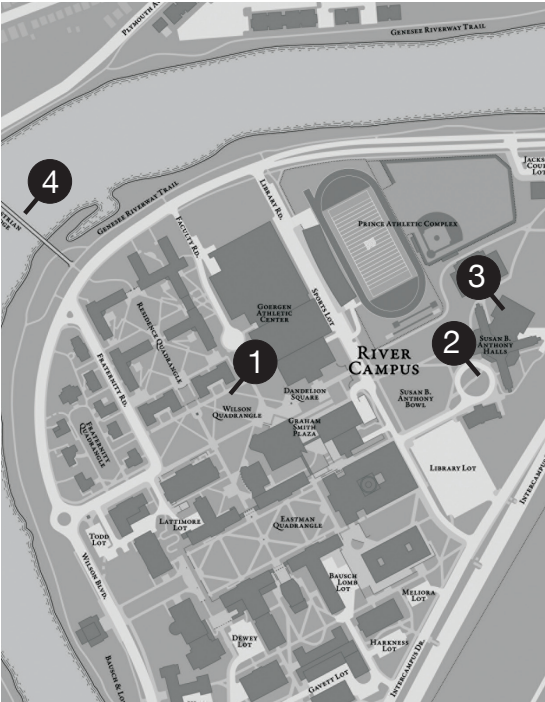 Plymouth A
Genesee Riverway Trail
Jacks
Cou
Lot
4
Genesee Riverway Trail
Library Rd.
Faculty Rd.
Prince Athletic Complex
3
Residence Quadrangle
Goergen
Athletic
Center
Sports Lot
Susan B.
Anthony
Halls
2
River
Campus
1
Fraternity Rd.
Dandelion
Square
Susan B.
Anthony
Bowl
Wilson
Quadrangle
Graham
Smith
Plaza
Fraternity
Quadrangle
Library Lot
Intercampus
Lattimore
Lot
Eastman
Quadrangle
Todd
Lot
Wilson Blvd.
Bausch
Lomb
Lot
Meliora
Lot
Dewey
Lot
Harkness
Lot
Intercampus Dr.
Gavett Lot
Bausch & Lo